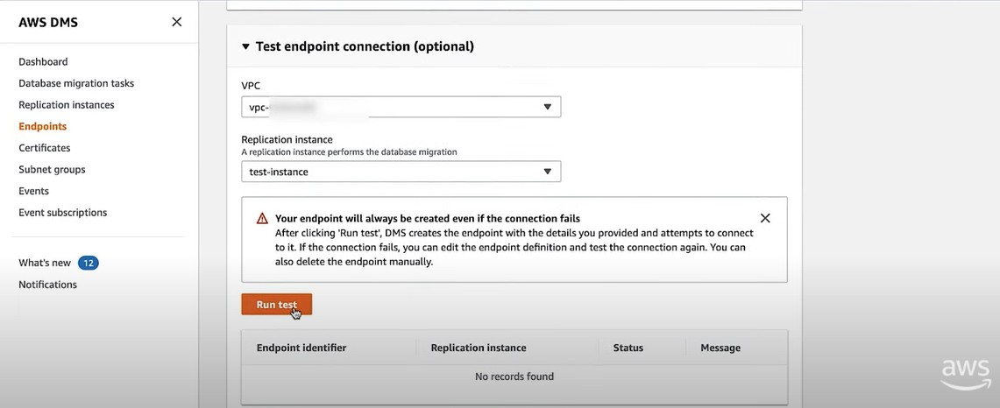 AWS DMS
Dashboard
Database migration tasks
Replication instances
Endpoints
Certificates
Subnet groups
Events
Event subscriptions
What's new 12
Notifications
Test endpoint connection (optional)
VPC
vpc-
Replication instance
A replication instance performs the database migration
test-instance
Your endpoint will always be created even if the connection fails
After clicking 'Run test', DMS creates the endpoint with the details you provided and attempts to connect
to it. If the connection fails, you can edit the endpoint definition and test the connection again. You can
also delete the endpoint manually.
Run test
Endpoint identifier Replication instance Status Message
No records found
aws